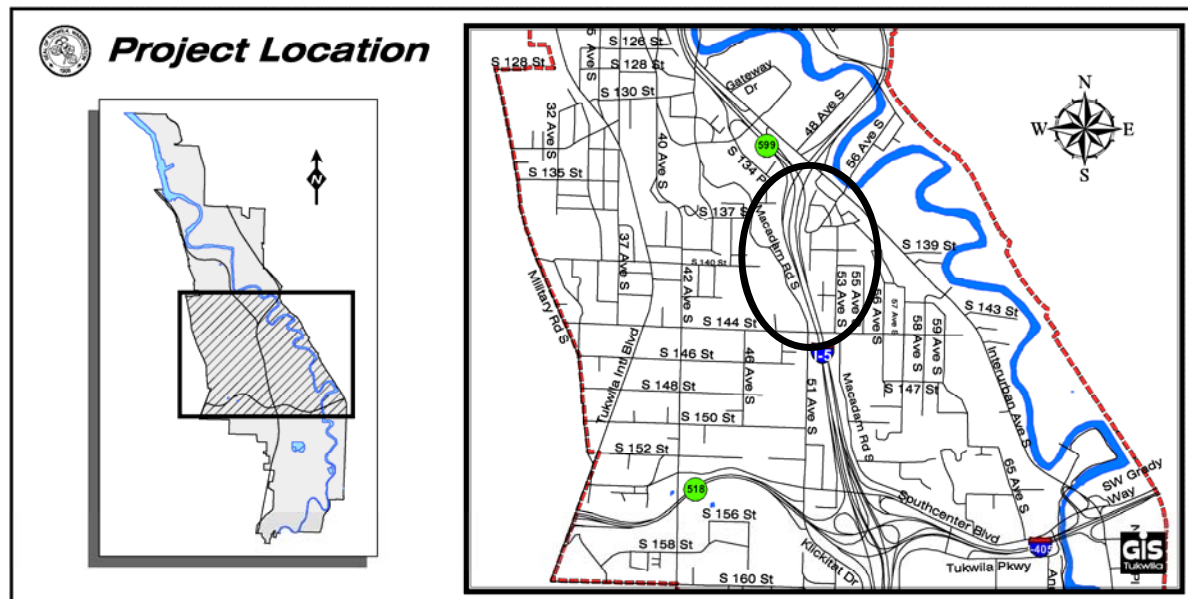 Project Location
N
S 126 St
S 128 St
S 128 St
S 130 St
Gateway
Dr
32 Ave S
40 Ave S
48 Ave S
56 Ave S
599
N
W
E
S
S 134 P
S 135 St
S 137 St
Macadam Rd S
S 139 St
37 Ave S
S 140 St
42 Ave S
Military Rd S
53 Ave S
55 Ave S
56 Ave S
57 Ave S
58 Ave S
59 Ave S
S 143 St
S 144 St
I-5
S 146 St
46 Ave S
Tukwila Intl Blvd
S 147 St
S 148 St
51 Ave S
Macadam Rd S
Interurban Ave S
S 150 St
S 152 St
65 Ave S
SW Grady
Way
518
Southcenter Blvd
S 156 St
S 158 St
Klickitat Dr
S 160 St
Tukwila Pkwy
-405
GIS
Tukwila